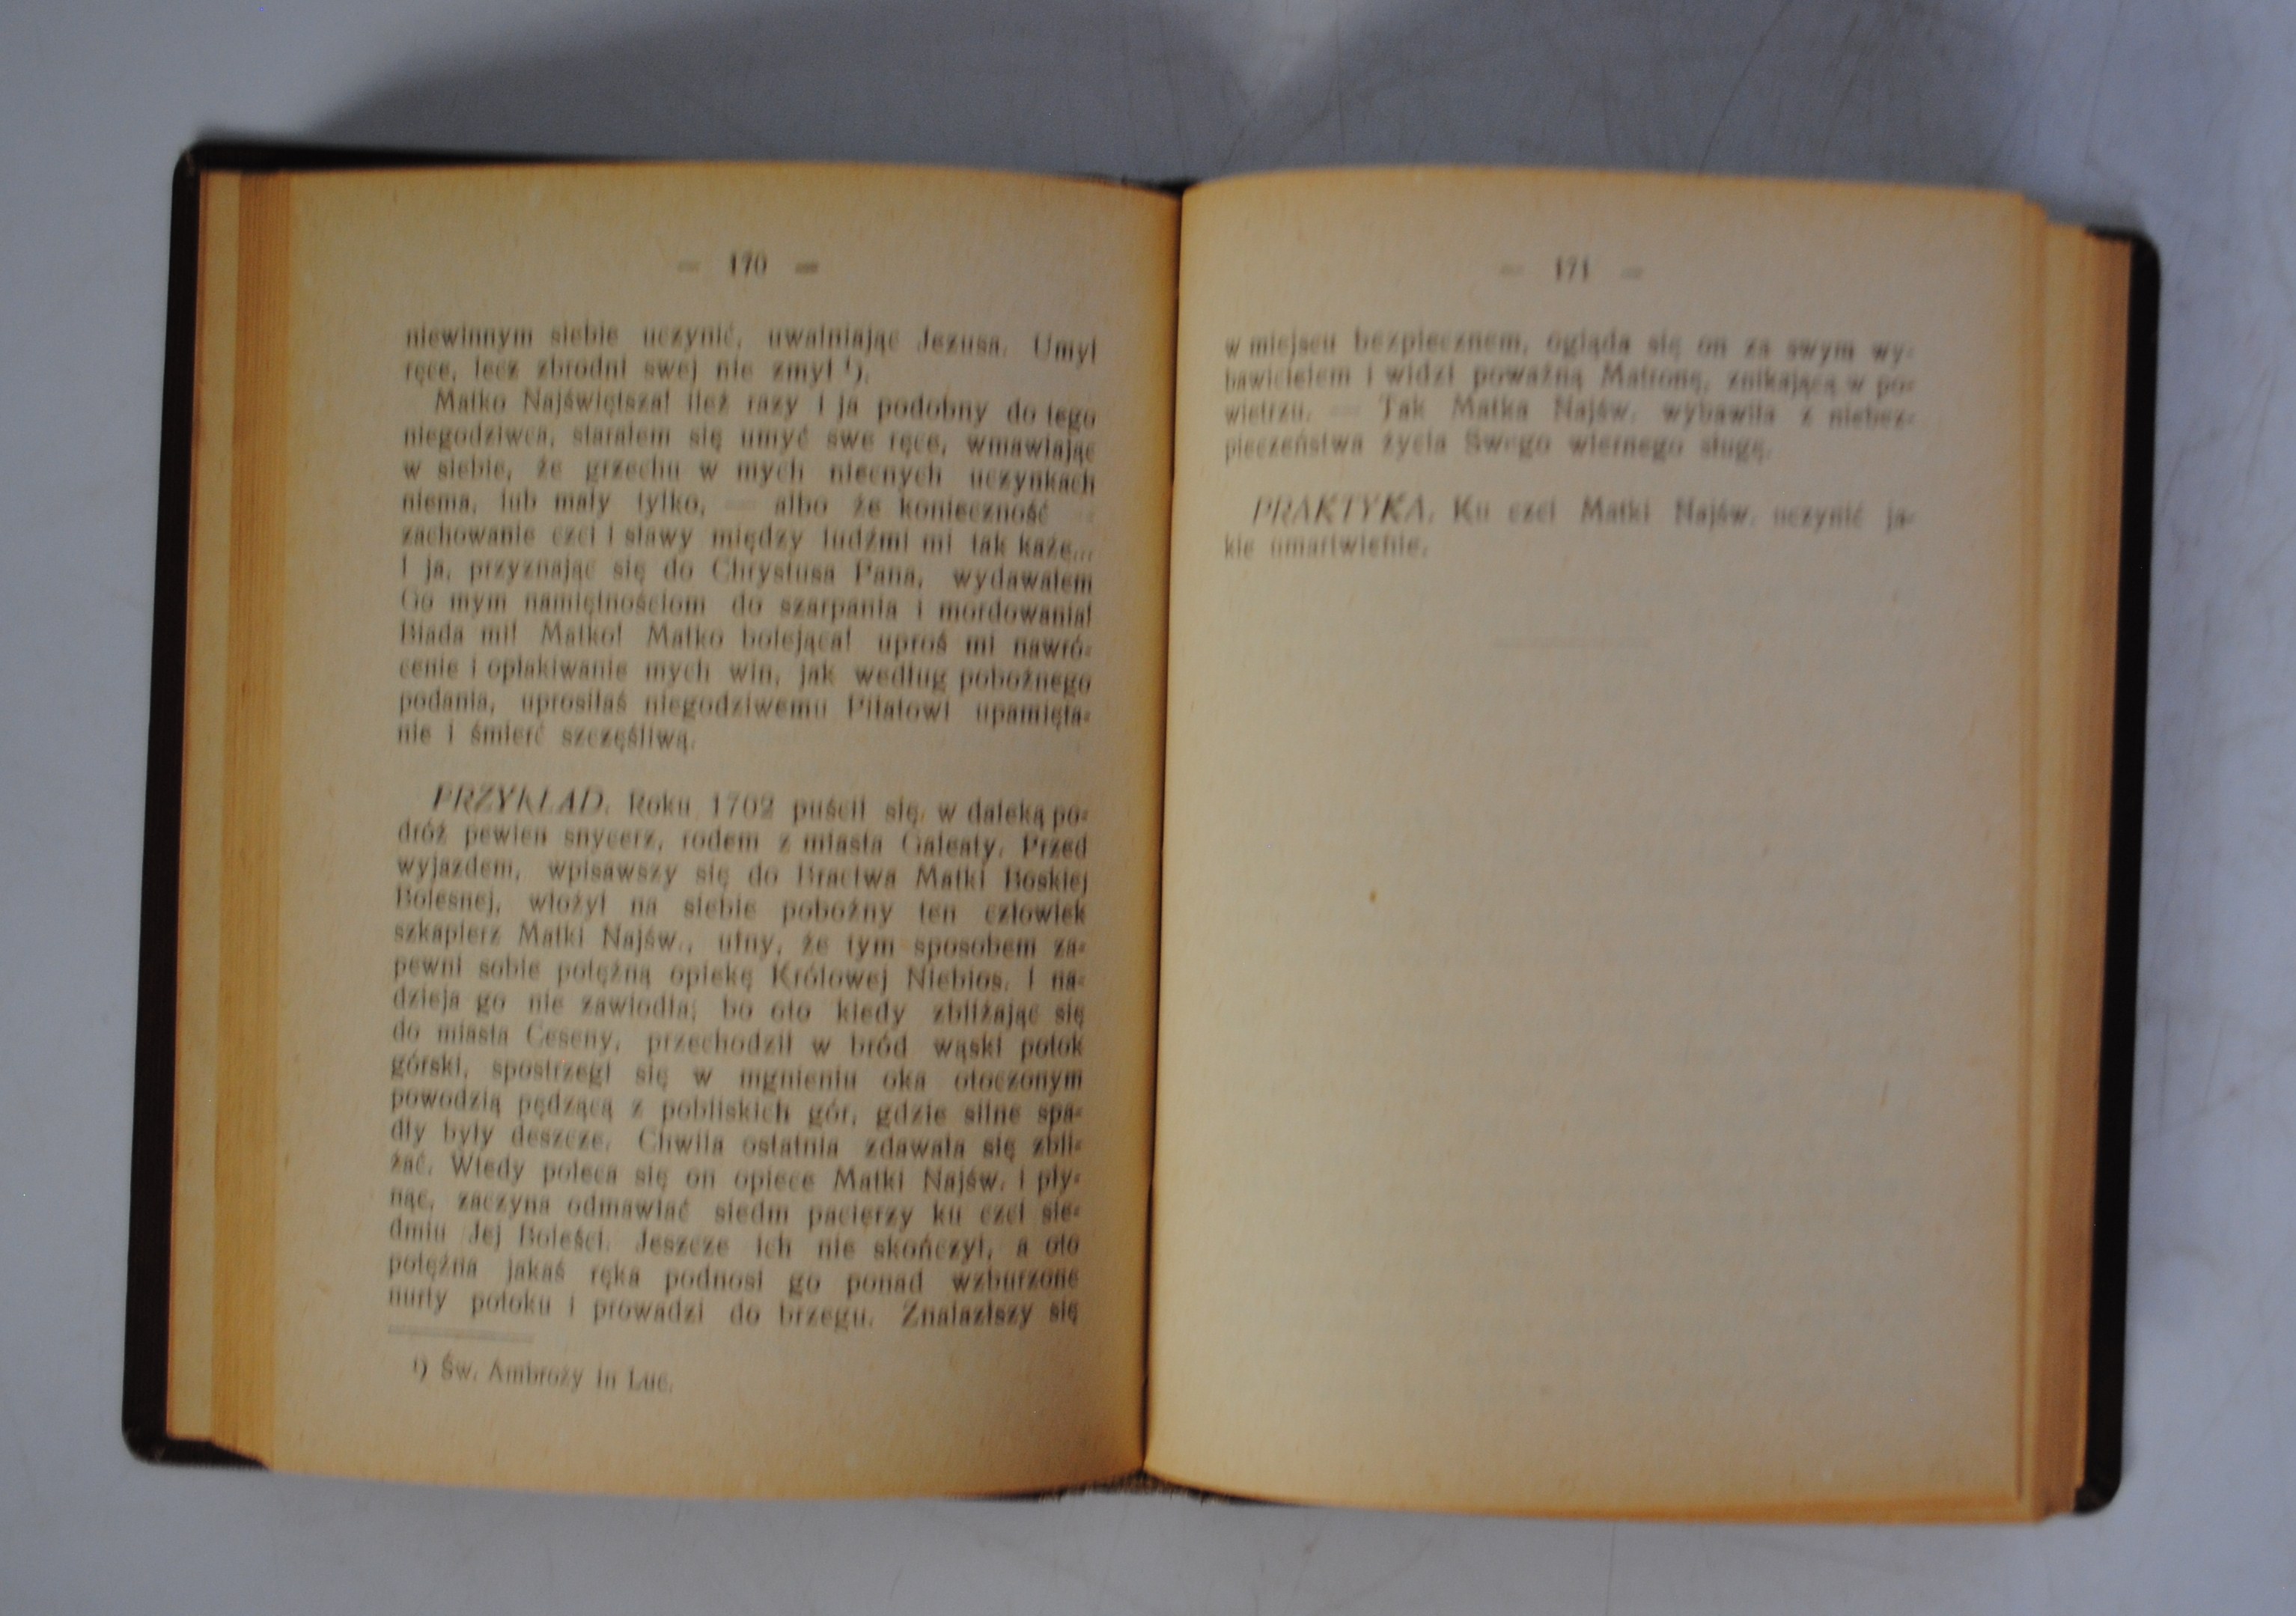 — 170 —
niewinnym siebie uczynić, uwalniając Jezusa. Umył
ręce, lecz zbrodni swej nie zmył ¹).
Matko Najświętsza! ileż razy i ja podobny do tego
niegodziwca, starałem się umyć swe ręce, wmawiając
w siebie, że grzechu w mych niecnych uczynkach
niema, lub mały tylko, — albo że konieczność —
zachowanie czci i sławy między ludźmi mi tak każe...
I ja, przyznając się do Chrystusa Pana, wydawałem
Go mym namiętnościom do szarpania i mordowania!
Biada mi! Matko! Matko bolejąca! uproś mi nawró-
cenie i opłakiwanie mych win, jak według pobożnego
podania, uprosiłaś niegodziwemu Piłatowi upamięta-
nie i śmierć szczęśliwą.
PRZYKŁAD. Roku 1702 puścił się w daleką po-
dróż pewien snycerz, rodem z miasta Galeaty. Przed
wyjazdem, wpisawszy się do Bractwa Matki Boskiej
Bolesnej, włożył na siebie pobożny ten człowiek
szkaplerz Matki Najśw., ufny, że tym sposobem za-
pewni sobie potężną opiekę Królowej Niebios. I na-
dzieja go nie zawiodła; bo oto kiedy zbliżając się
do miasta Ceseny, przechodził w bród wąski potok
górski, spostrzegł się w mgnieniu oka otoczonym
powodzią pędzącą z pobliskich gór, gdzie silne spa-
dły były deszcze. Chwila ostatnia zdawała się zbli-
żać. Wtedy poleca się on opiece Matki Najśw. i pły-
nąc, zaczyna odmawiać siedm pacierzy ku czci sie-
dmiu Jej Boleści. Jeszcze ich nie skończył, a oto
potężna jakaś ręka podnosi go ponad wzburzone
nurty potoku i prowadzi do brzegu. Znalazłszy się
¹) Św. Ambroży in Luc.
— 171 —
w miejscu bezpiecznem, ogląda się on za swym wy-
bawicielem i widzi poważną Matronę, znikającą w po-
wietrzu. — Tak Matka Najśw. wybawiła z niebez-
pieczeństwa życia Swego wiernego sługę.
PRAKTYKA. Ku czci Matki Najśw. uczynić ja-
kie umartwienie.